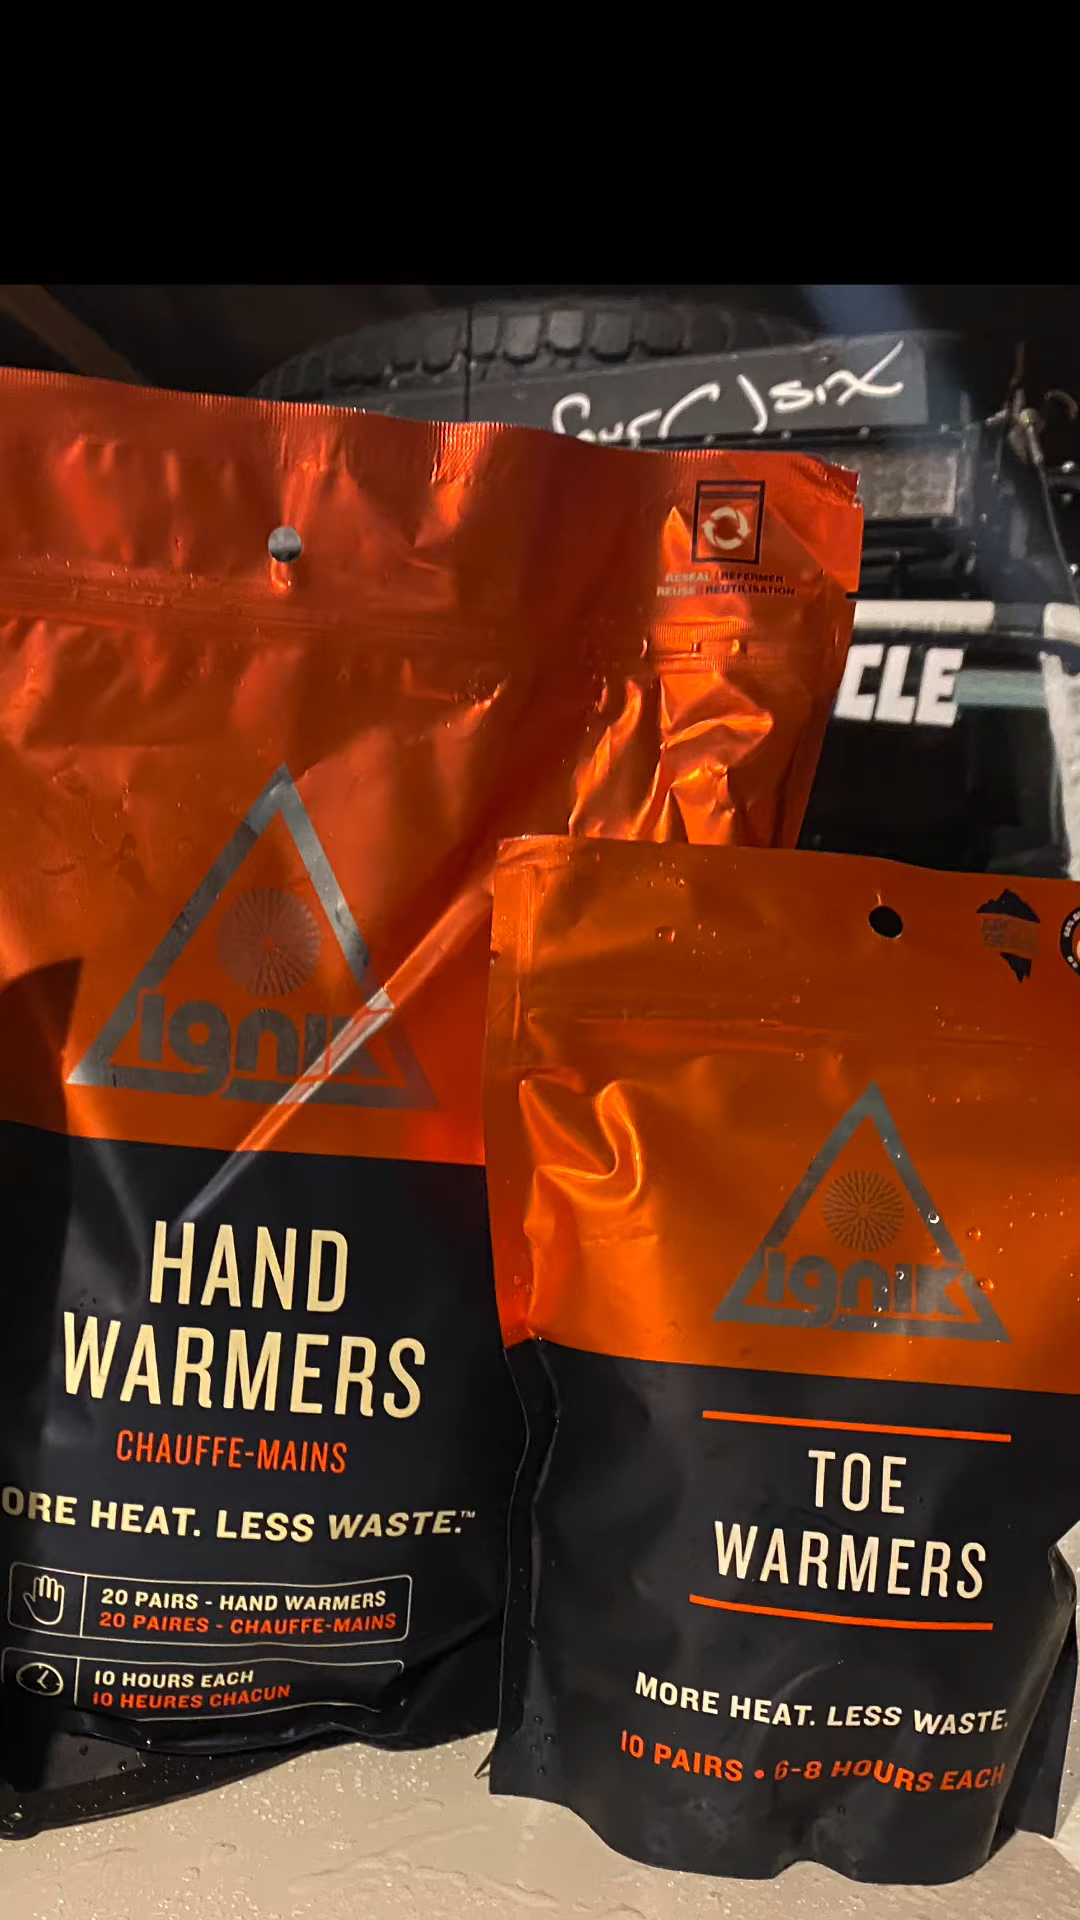 SIX
RESEAL | REFERMER
REUSE | REUTILISATION
CLE
ignik
HAND
WARMERS
CHAUFFE-MAINS
ORE HEAT. LESS WASTE.™
20 PAIRS - HAND WARMERS
20 PAIRES - CHAUFFE-MAINS
10 HOURS EACH
10 HEURES CHACUN
ignik
TOE
WARMERS
MORE HEAT. LESS WASTE.
10 PAIRS • 6-8 HOURS EACH